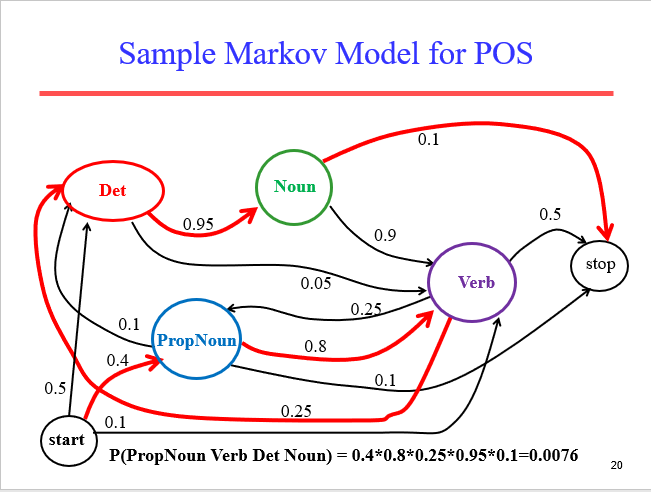 Sample Markov Model for POS
0.1
Det
Noun
0.95
0.9
0.5
stop
0.05
Verb
0.25
0.1
PropNoun
0.8
0.4
0.1
0.5
0.25
0.1
start
P(PropNoun Verb Det Noun) = 0.4*0.8*0.25*0.95*0.1=0.0076
20